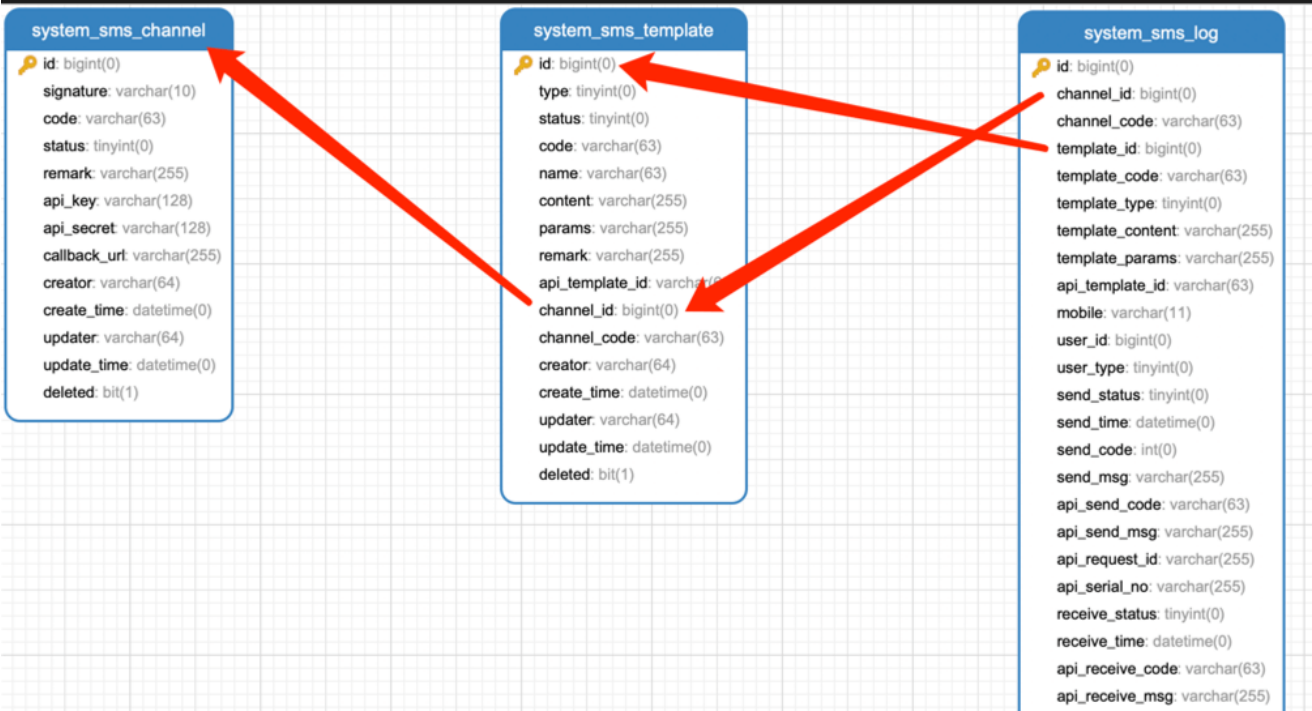 system_sms_channel
id: bigint(0)
signature: varchar(10)
code: varchar(63)
status: tinyint(0)
remark: varchar(255)
api_key: varchar(128)
api_secret: varchar(128)
callback_url: varchar(255)
creator: varchar(64)
create_time: datetime(0)
updater: varchar(64)
update_time: datetime(0)
deleted: bit(1)
system_sms_template
id: bigint(0)
type: tinyint(0)
status: tinyint(0)
code: varchar(63)
name: varchar(63)
content: varchar(255)
params: varchar(255)
remark: varchar(255)
api_template_id:
channel_id: bigint(0)
channel_code: varchar(63)
creator: varchar(64)
create_time: datetime(0)
updater: varchar(64)
update_time: datetime(0)
deleted: bit(1)
system_sms_log
id: bigint(0)
channel_id: bigint(0)
channel_code: varchar(63)
template_id: bigint(0)
template_code: varchar(63)
template_type: tinyint(0)
template_content: varchar(255)
template_params: varchar(255)
api_template_id: varchar(63)
mobile: varchar(11)
user_id: bigint(0)
user_type: tinyint(0)
send_status: tinyint(0)
send_time: datetime(0)
send_code: int(0)
send_msg: varchar(255)
api_send_code: varchar(63)
api_send_msg: varchar(255)
api_request_id: varchar(255)
api_serial_no: varchar(255)
receive_status: tinyint(0)
receive_time: datetime(0)
api_receive_code: varchar(63)
api_receive_msg: varchar(255)